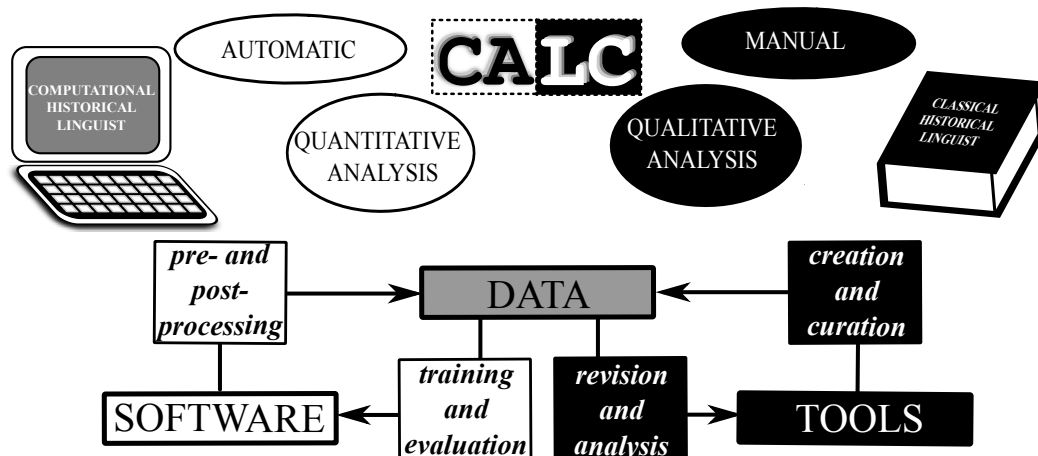 COMPUTATIONAL
HISTORICAL
LINGUIST
AUTOMATIC
QUANTITATIVE
ANALYSIS
CALC
MANUAL
QUALITATIVE
ANALYSIS
CLASSICAL
HISTORICAL
LINGUIST
pre- and
post-
processing
DATA
creation
and
curation
SOFTWARE
training
and
evaluation
revision
and
analysis
TOOLS